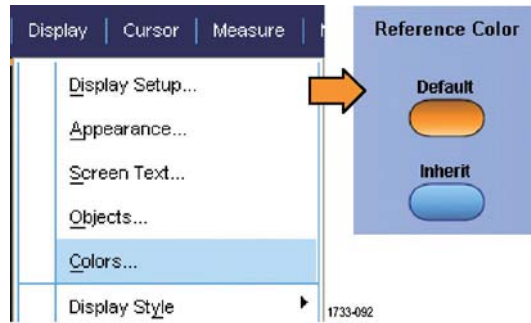 Display | Cursor | Measure |
Display Setup...
Appearance...
Screen Text...
Objects...
Colors...
Display Style
Reference Color
Default
Inherit
1733-092